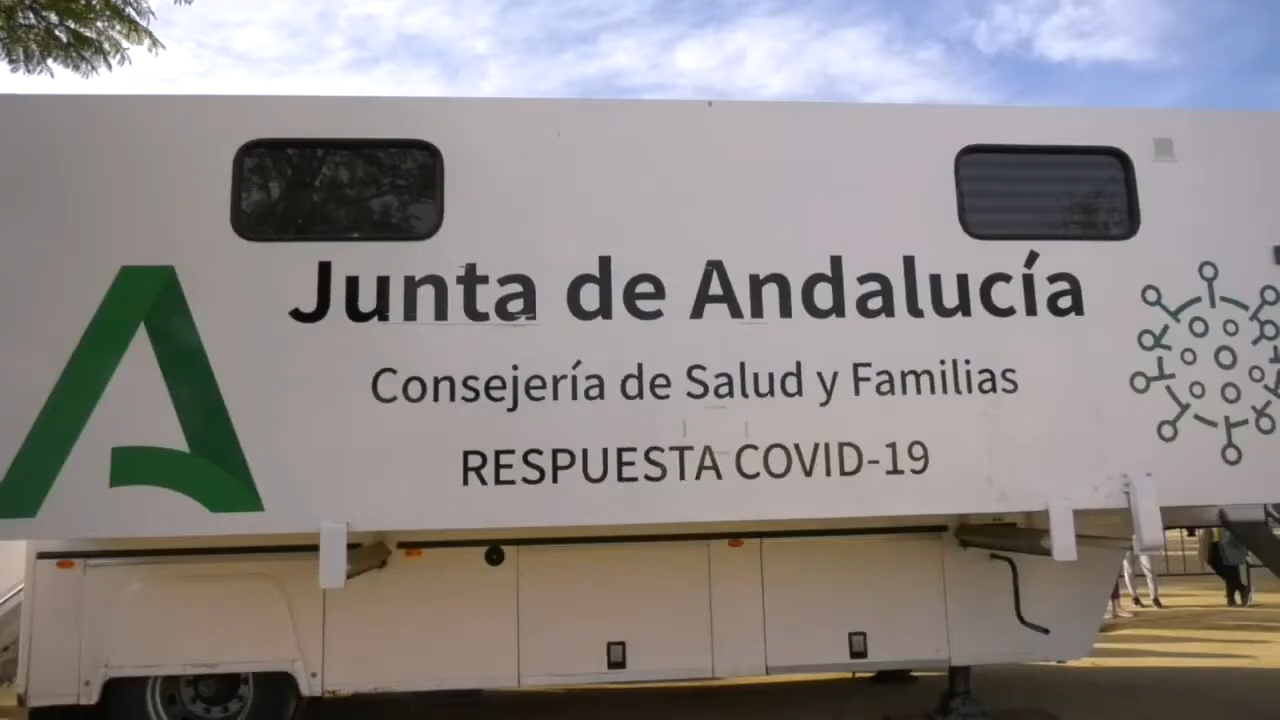 Junta de Andalucía
Consejería de Salud y Familias
RESPUESTA COVID-19